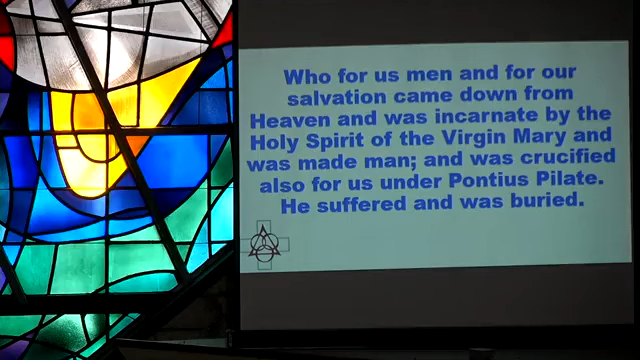 Who for us men and for our
salvation came down from
Heaven and was incarnate by the
Holy Spirit of the Virgin Mary and
was made man; and was crucified
also for us under Pontius Pilate.
He suffered and was buried.